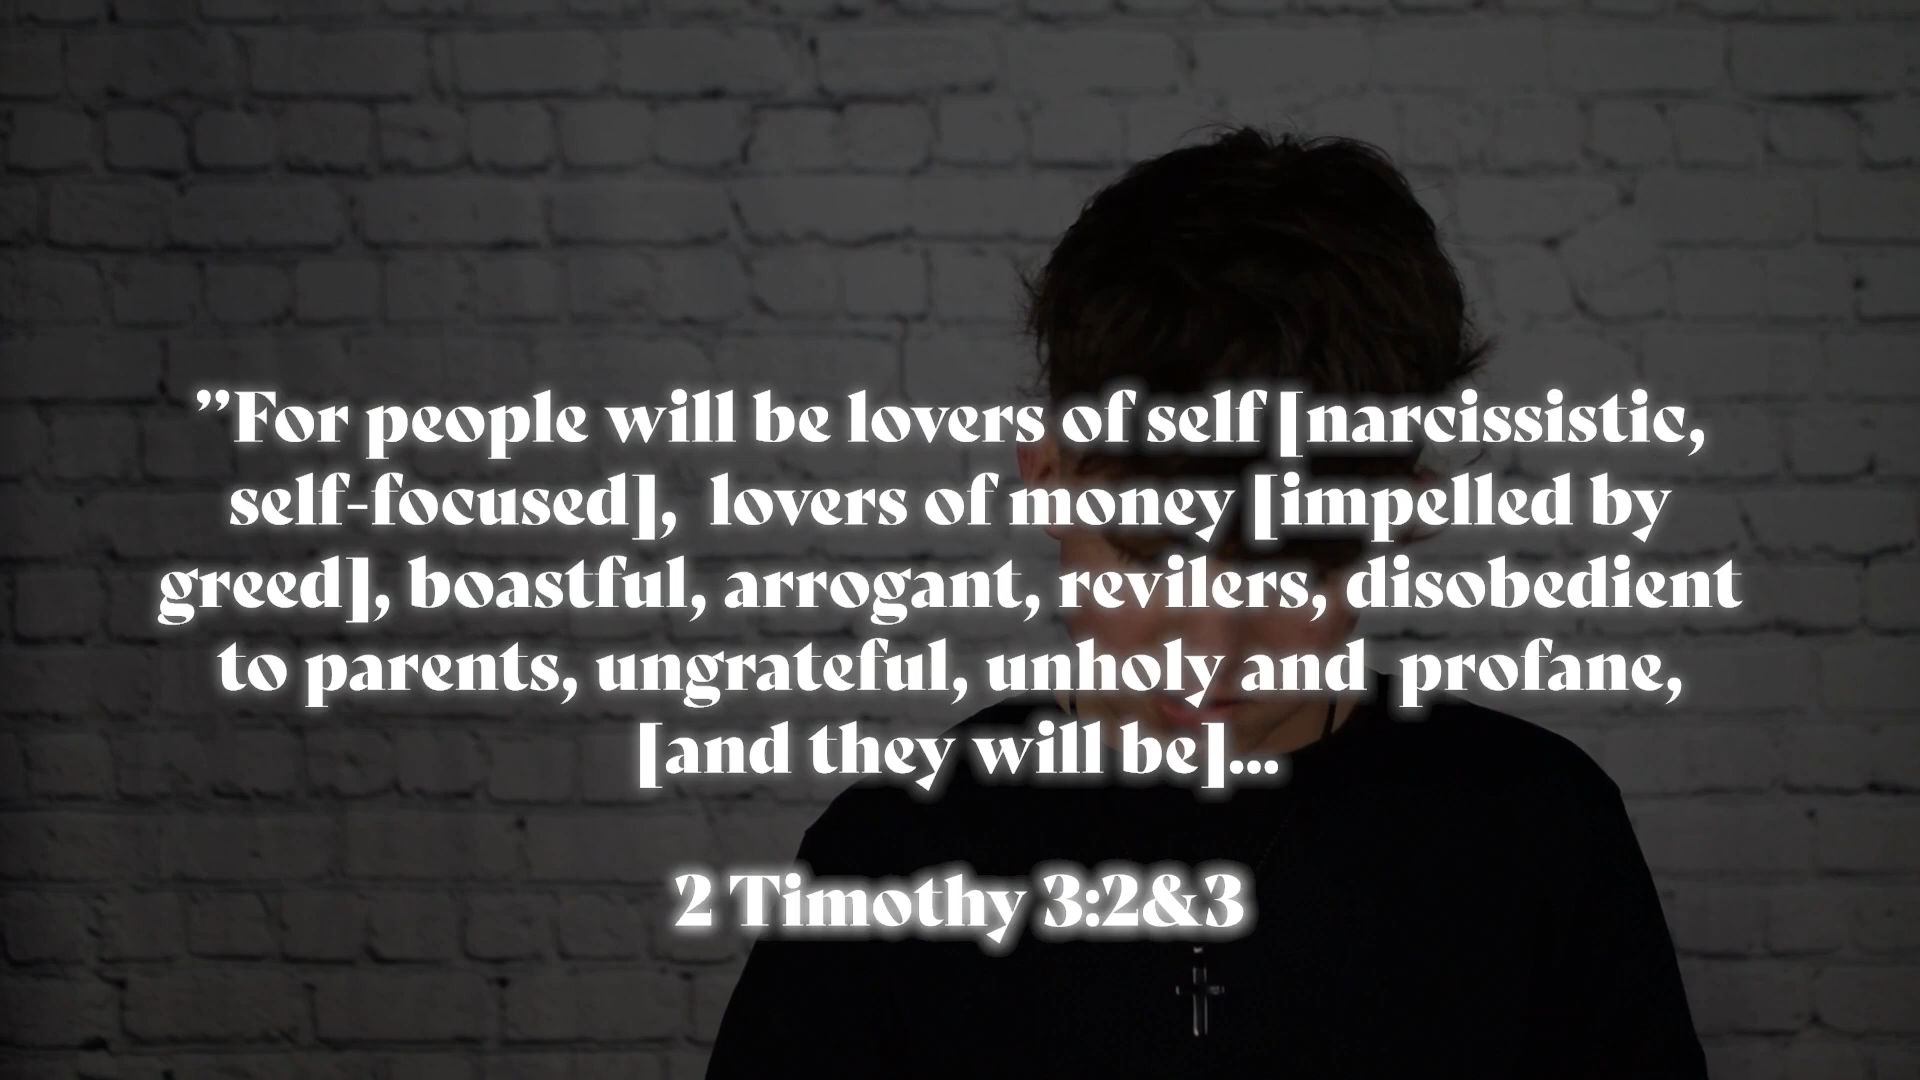 ”For people will be lovers of self [narcissistic,
self-focused],  lovers of money [impelled by
greed], boastful, arrogant, revilers, disobedient
to parents, ungrateful, unholy and  profane,
[and they will be]...
2 Timothy 3:2&3